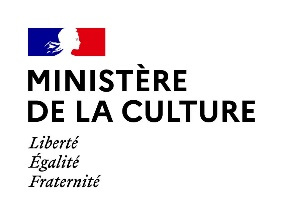 MINISTÈRE
DE LA CULTURE
Liberté
Égalité
Fraternité